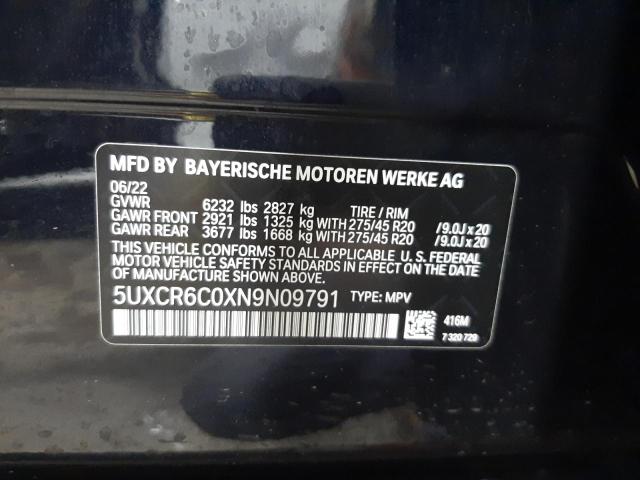 MFD BY BAYERISCHE MOTOREN WERKE AG
06/22
GVWR 6232 lbs 2827 kg TIRE / RIM
GAWR FRONT 2921 lbs 1325 kg WITH 275/45 R20 /9.0J x 20
GAWR REAR 3677 lbs 1668 kg WITH 275/45 R20 /9.0J x 20
THIS VEHICLE CONFORMS TO ALL APPLICABLE U. S. FEDERAL
MOTOR VEHICLE SAFETY STANDARDS IN EFFECT ON THE
DATE OF MANUFACTURE SHOWN ABOVE.
5UXCR6C0XN9N09791 TYPE: MPV
416M
7 320 729